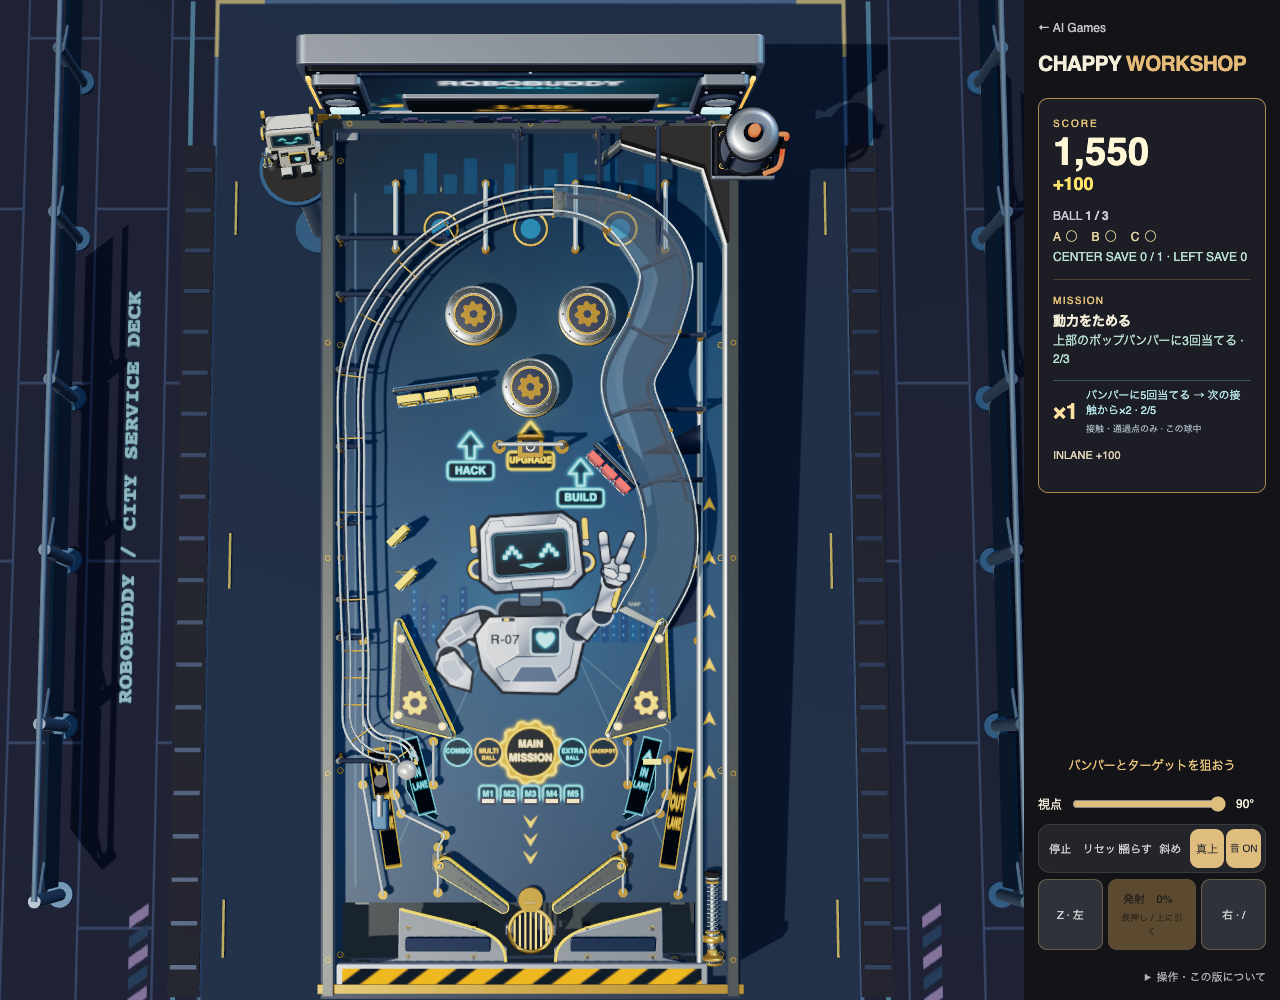 ← AI Games
CHAPPY WORKSHOP
SCORE
1,550
+100
BALL 1 / 3
A B C
CENTER SAVE 0 / 1 · LEFT SAVE 0
MISSION
動力をためる
上部のポップバンパーに3回当てる ·
2/3
×1
バンパーに5回当てる → 次の接
触から×2 · 2/5
接触・通過点のみ・この球中
INLANE +100
バンパーとターゲットを狙おう
視点
90°
停止
リセッ
揺らす
斜め
真上
音 ON
Z · 左
発射 0%
長押し / 上に引
く
右 · /
▶ 操作・この版について
ROBOBUDDY
ROBOBUDDY / CITY SERVICE DECK
HACK
UPGRADE
BUILD
RAMP
R-07
COMBO
MULTI
BALL
MAIN
MISSION
EXTRA
BALL
JACKPOT
M1
M2
M3
M4
M5
IN
LANE
IN
LANE
OUT
LANE